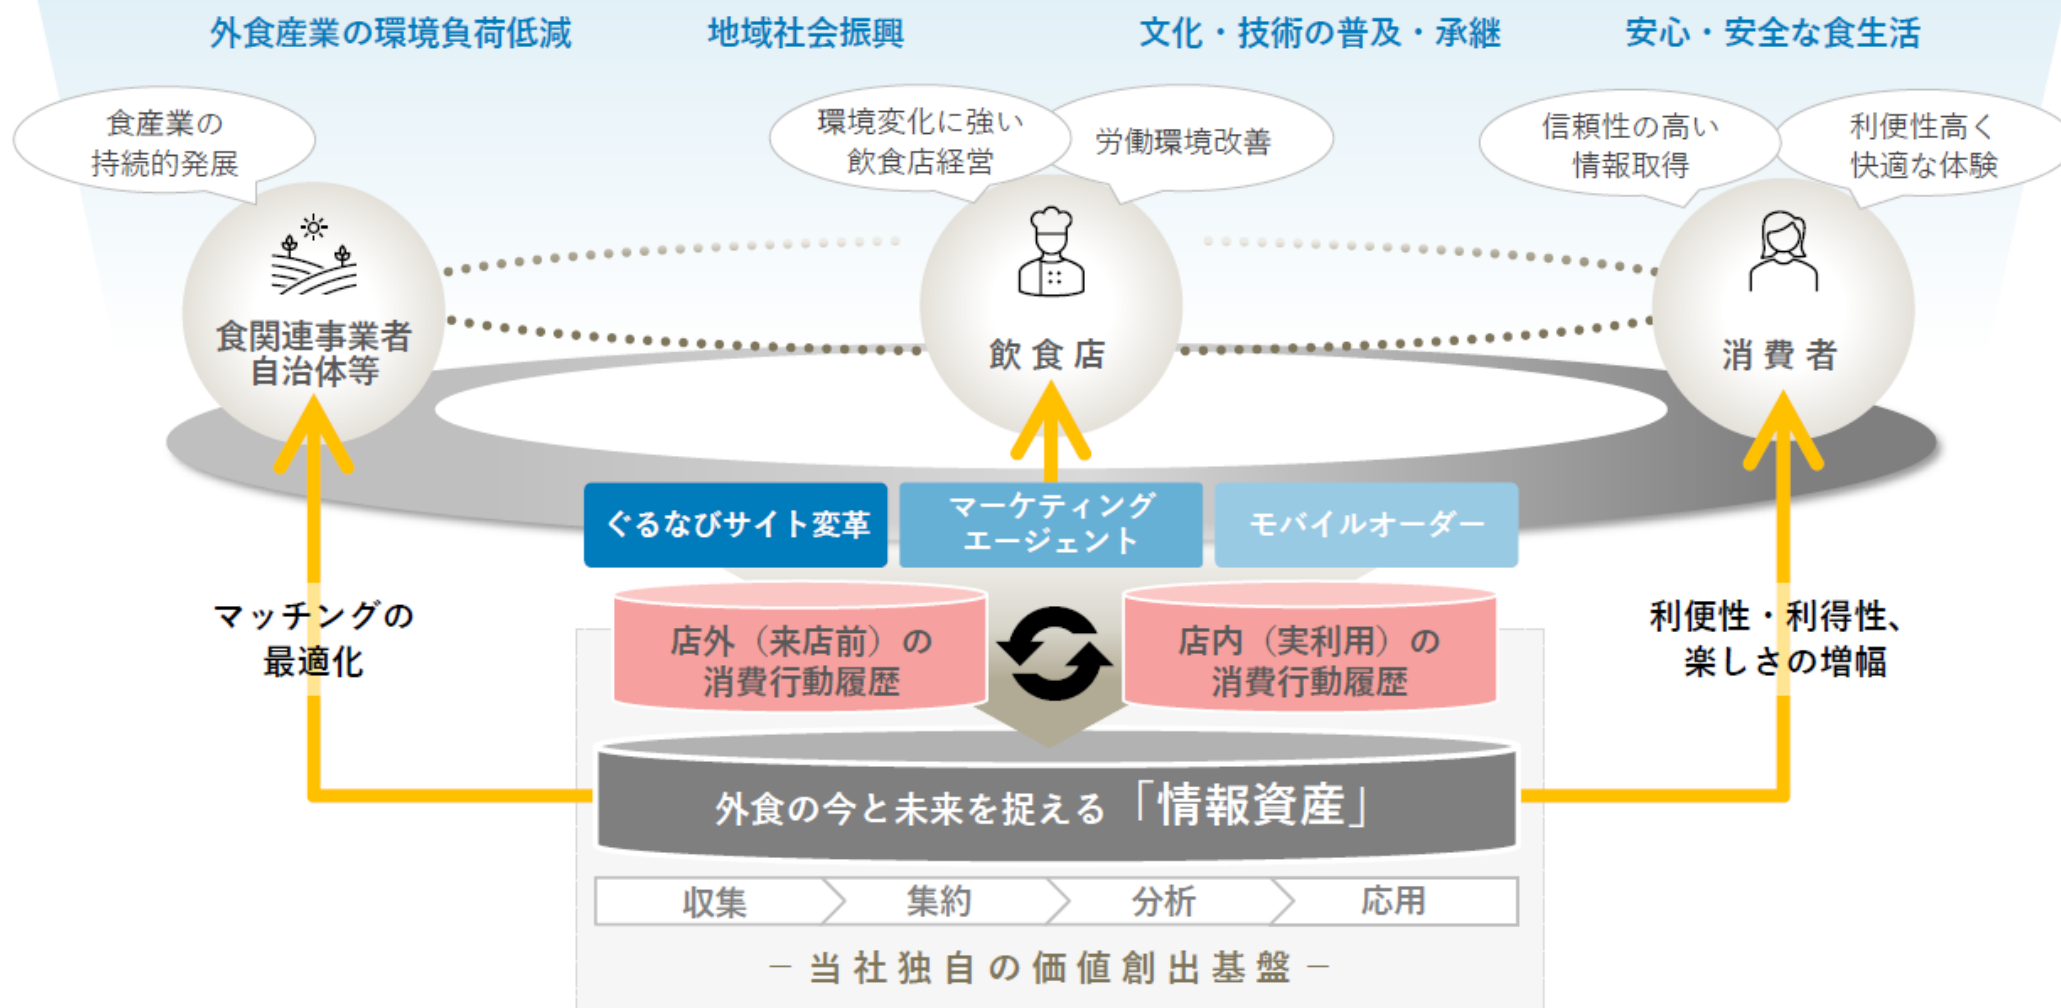 外食産業の環境負荷低減
地域社会振興
文化・技術の普及・承継
安心・安全な食生活
食産業の
持続的発展
環境変化に強い
飲食店経営
労働環境改善
信頼性の高い
情報取得
利便性高く
快適な体験
食関連事業者
自治体等
飲食店
消費者
ぐるなびサイト変革
マーケティング
エージェント
モバイルオーダー
マッチングの
最適化
店外（来店前）の
消費行動履歴
店内（実利用）の
消費行動履歴
利便性・利得性、
楽しさの増幅
外食の今と未来を捉える「情報資産」
収集
集約
分析
応用
－当社独自の価値創出基盤－